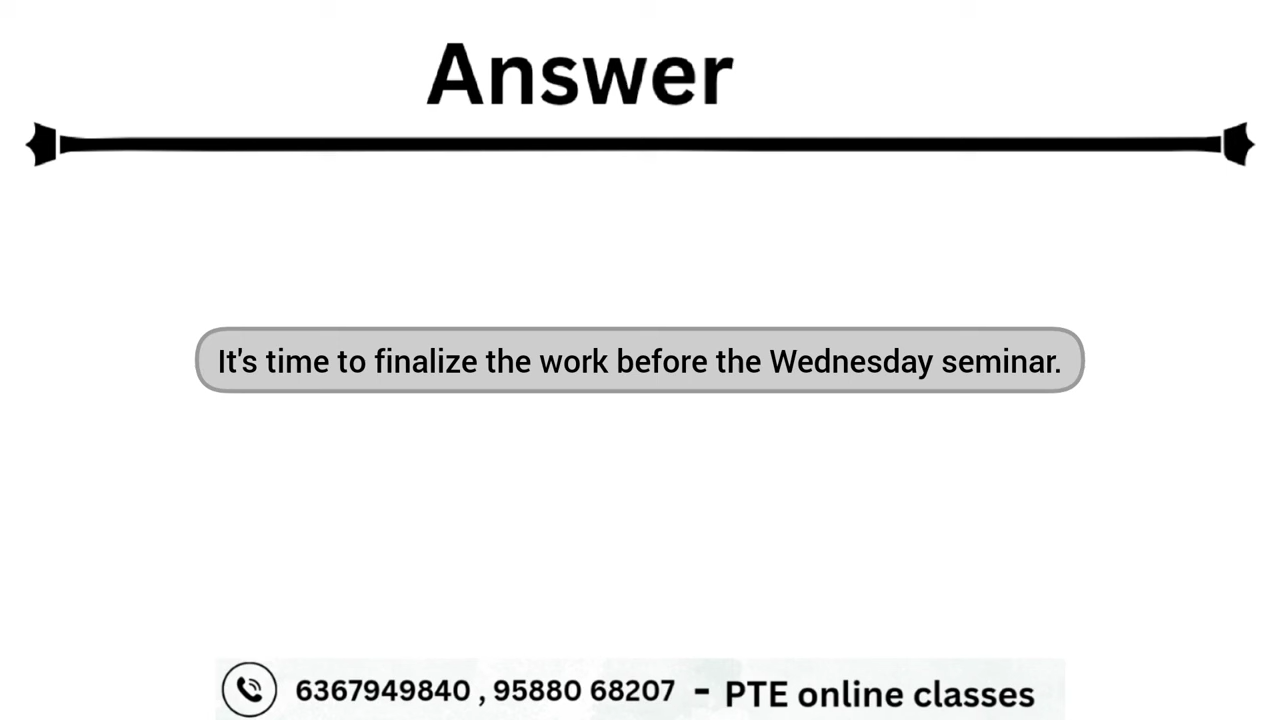 Answer
It's time to finalize the work before the Wednesday seminar.
6367949840 , 95880 68207 - PTE online classes